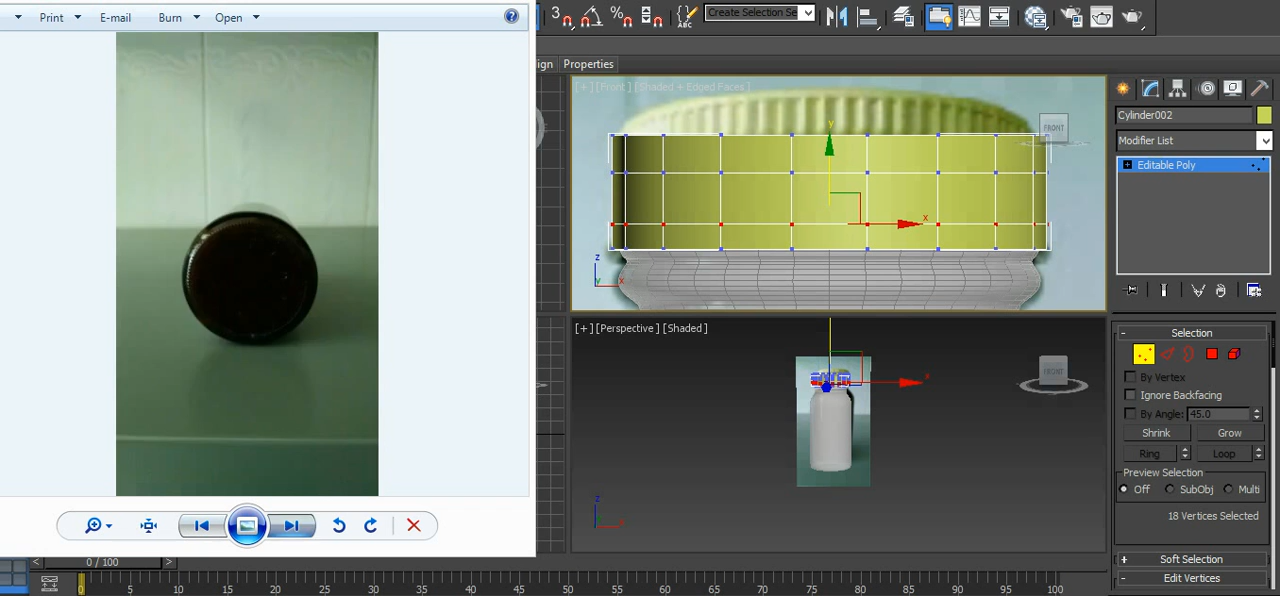 Print E-mail Burn Open
3 % ABC Create Selection Se
ign Properties
[+] [Front] [Shaded + Edged Faces]
y
FRONT
x
z
y x
[+] [Perspective] [Shaded]
FRONT
x
z
Cylinder002
Modifier List
Editable Poly
- Selection
By Vertex
Ignore Backfacing
By Angle: 45.0
Shrink Grow
Ring Loop
Preview Selection
Off SubObj Multi
18 Vertices Selected
+ Soft Selection
- Edit Vertices
< 0 / 100 >
0 5 10 15 20 25 30 35 40 45 50 55 60 65 70 75 80 85 90 95 100